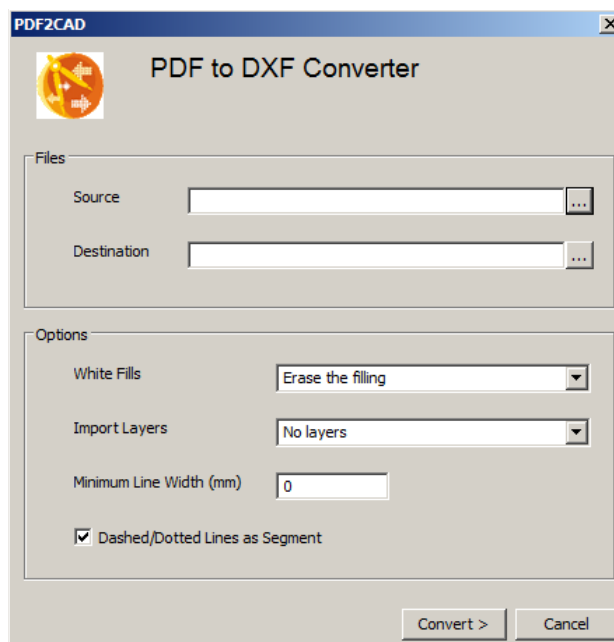 PDF2CAD
PDF to DXF Converter
Files
Source
...
Destination
...
Options
White Fills
Erase the filling
Import Layers
No layers
Minimum Line Width (mm)
0
Dashed/Dotted Lines as Segment
Convert >
Cancel